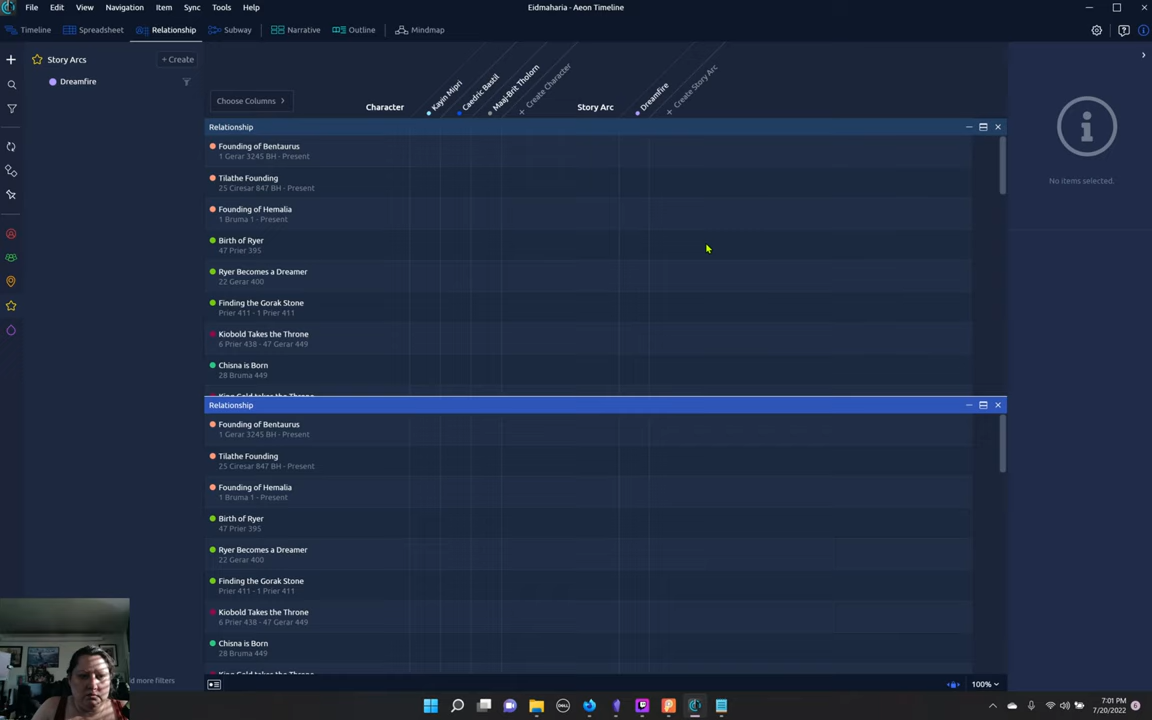 File Edit View Navigation Item Sync Tools Help
Eidmaharia - Aeon Timeline
Timeline Spreadsheet Relationship Subway Narrative Outline Mindmap
Story Arcs
+ Create
Dreamfire
Choose Columns
Character
Kayin Mipri
Caedric Bastil
Maaj-Brit Tholorn
Create Character
Story Arc
Dreamfire
Create Story Arc
Relationship
Founding of Bentaurus
1 Gerar 3245 BH - Present
Tilathe Founding
25 Ciresar 847 BH - Present
Founding of Hemalia
1 Bruma 1 - Present
Birth of Ryer
47 Prier 395
Ryer Becomes a Dreamer
22 Gerar 400
Finding the Gorak Stone
Prier 411 - 1 Prier 411
Kiobold Takes the Throne
6 Prier 438 - 47 Gerar 449
Chisna is Born
28 Bruma 449
Relationship
Founding of Bentaurus
1 Gerar 3245 BH - Present
Tilathe Founding
25 Ciresar 847 BH - Present
Founding of Hemalia
1 Bruma 1 - Present
Birth of Ryer
47 Prier 395
Ryer Becomes a Dreamer
22 Gerar 400
Finding the Gorak Stone
Prier 411 - 1 Prier 411
Kiobold Takes the Throne
6 Prier 438 - 47 Gerar 449
Chisna is Born
28 Bruma 449
No items selected.
more filters
100%
DELL
7:01 PM
7/20/2022
6